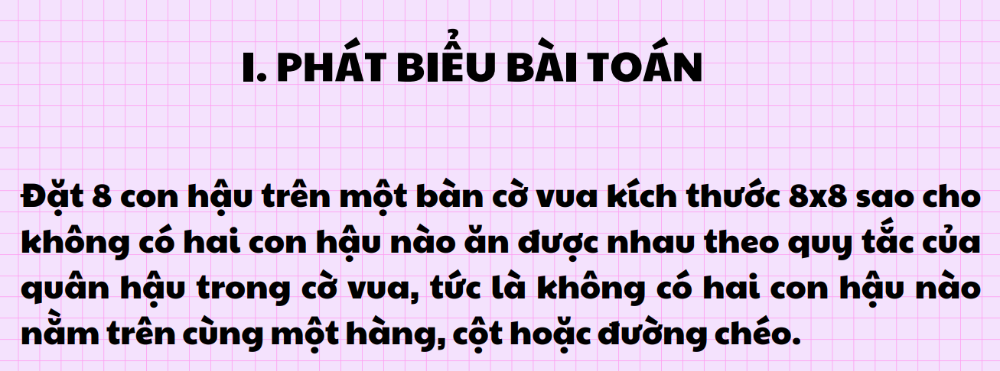 I. PHÁT BIỂU BÀI TOÁN
Đặt 8 con hậu trên một bàn cờ vua kích thước 8x8 sao cho
không có hai con hậu nào ăn được nhau theo quy tắc của
quân hậu trong cờ vua, tức là không có hai con hậu nào
nằm trên cùng một hàng, cột hoặc đường chéo.